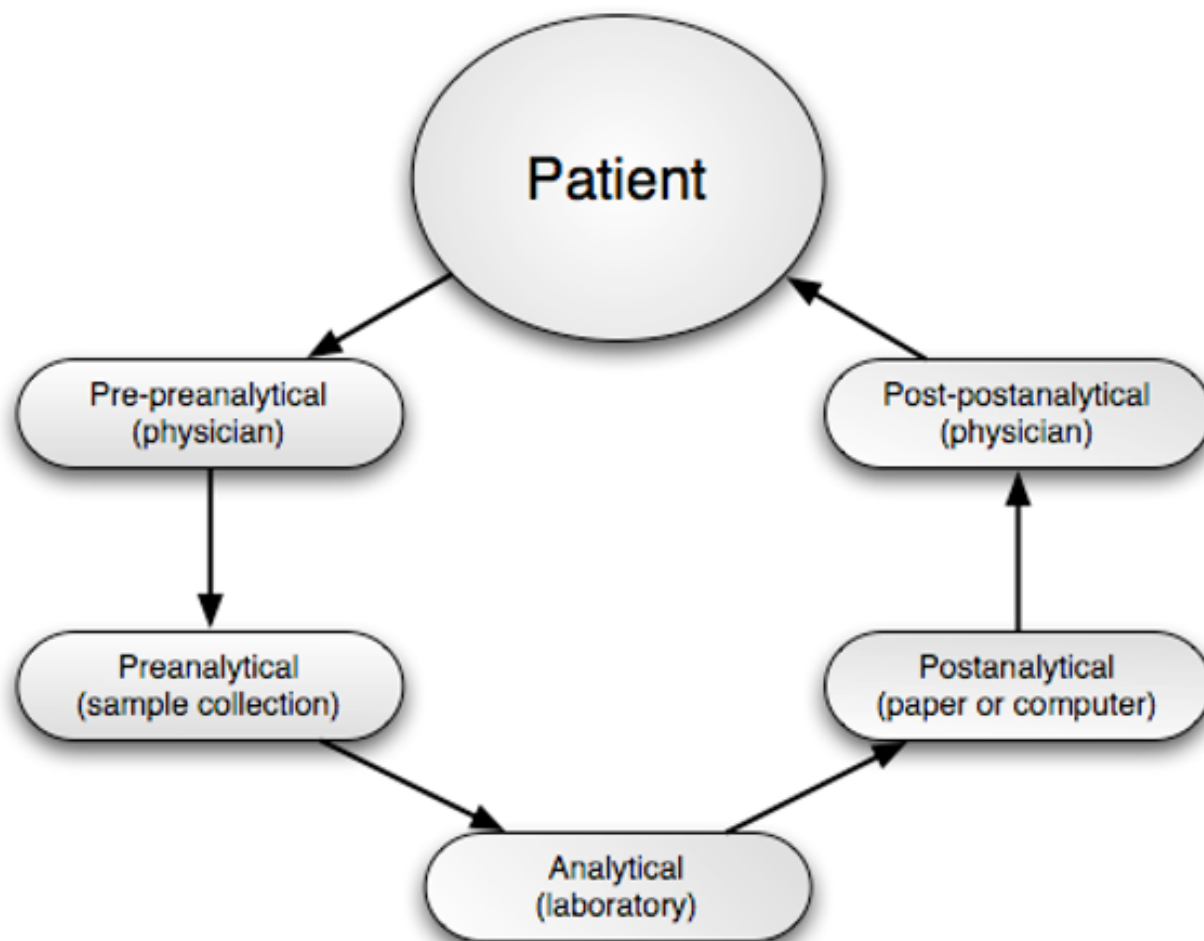 Patient
Pre-preanalytical
(physician)
Post-postanalytical
(physician)
Preanalytical
(sample collection)
Postanalytical
(paper or computer)
Analytical
(laboratory)